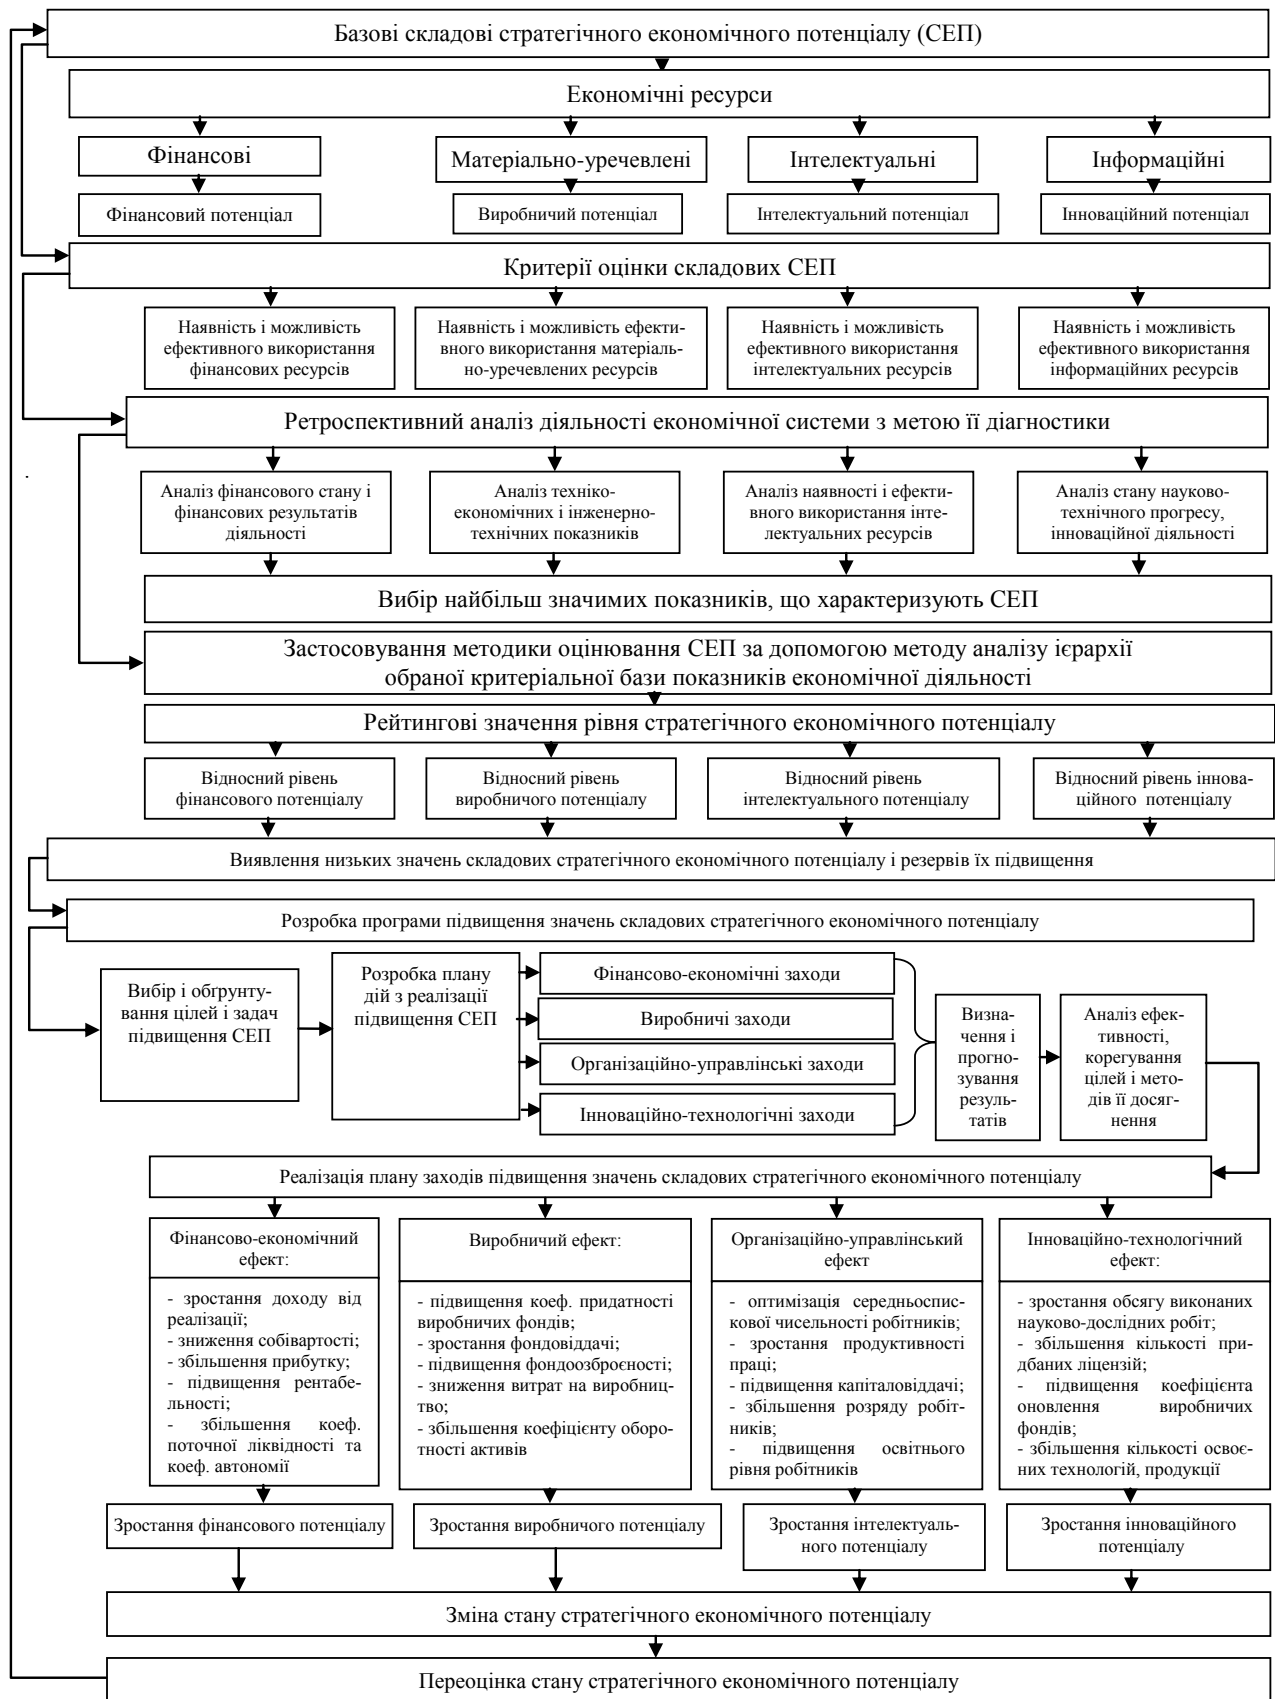 Базові складові стратегічного економічного потенціалу (СЕП)
Економічні ресурси
Фінансові
Матеріально-уречевлені
Інтелектуальні
Інформаційні
Фінансовий потенціал
Виробничий потенціал
Інтелектуальний потенціал
Інноваційний потенціал
Критерії оцінки складових СЕП
Наявність і можливість
ефективного використання
фінансових ресурсів
Наявність і можливість ефекти-
вного використання матеріаль-
но-уречевлених ресурсів
Наявність і можливість
ефективного використання
інтелектуальних ресурсів
Наявність і можливість
ефективного використання
інформаційних ресурсів
Ретроспективний аналіз діяльності економічної системи з метою її діагностики
Аналіз фінансового стану і
фінансових результатів
діяльності
Аналіз техніко-
економічних і інженерно-
технічних показників
Аналіз наявності і ефекти-
вного використання інте-
лектуальних ресурсів
Аналіз стану науково-
технічного прогресу,
інноваційної діяльності
Вибір найбільш значимих показників, що характеризують СЕП
Застосовування методики оцінювання СЕП за допомогою методу аналізу ієрархії
обраної критеріальної бази показників економічної діяльності
Рейтингові значення рівня стратегічного економічного потенціалу
Відносний рівень
фінансового потенціалу
Відносний рівень
виробничого потенціалу
Відносний рівень
інтелектуального потенціалу
Відносний рівень іннова-
ційного потенціалу
Виявлення низьких значень складових стратегічного економічного потенціалу і резервів їх підвищення
Розробка програми підвищення значень складових стратегічного економічного потенціалу
Вибір і обґрунту-
вання цілей і задач
підвищення СЕП
Розробка плану
дій з реалізації
підвищення СЕП
Фінансово-економічні заходи
Виробничі заходи
Організаційно-управлінські заходи
Інноваційно-технологічні заходи
Визна-
чення і
прогно-
зування
резуль-
татів
Аналіз ефек-
тивності,
корегування
цілей і мето-
дів її досяг-
нення
Реалізація плану заходів підвищення значень складових стратегічного економічного потенціалу
Фінансово-економічний
ефект:
- зростання доходу від
реалізації;
- зниження собівартості;
- збільшення прибутку;
- підвищення рентабе-
льності;
- збільшення коеф.
поточної ліквідності та
коеф. автономії
Виробничий ефект:
- підвищення коеф. придатності
виробничих фондів;
- зростання фондовіддачі;
- підвищення фондоозброєності;
- зниження витрат на виробниц-
тво;
- збільшення коефіцієнту оборо-
тності активів
Організаційно-управлінський
ефект
- оптимізація середньоспис-
кової чисельності робітників;
- зростання продуктивності
праці;
- підвищення капіталовіддачі;
- збільшення розряду робіт-
ників;
- підвищення освітнього
рівня робітників
Інноваційно-технологічний
ефект:
- зростання обсягу виконаних
науково-дослідних робіт;
- збільшення кількості при-
дбаних ліцензій;
- підвищення коефіцієнта
оновлення виробничих
фондів;
- збільшення кількості освоє-
них технологій, продукції
Зростання фінансового потенціалу
Зростання виробничого потенціалу
Зростання інтелектуаль-
ного потенціалу
Зростання інноваційного
потенціалу
Зміна стану стратегічного економічного потенціалу
Переоцінка стану стратегічного економічного потенціалу